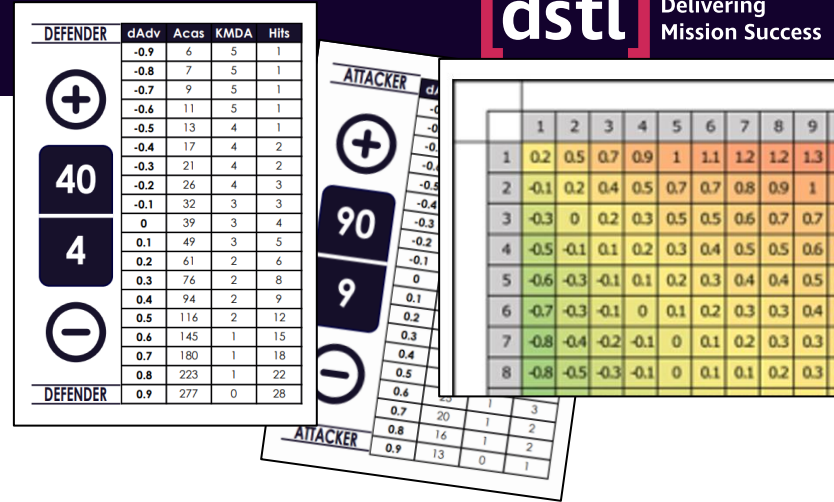 [dstl]
Delivering
Mission Success
DEFENDER
+
40
4
−
DEFENDER
dAdv Acas KMDA Hits
-0.9 6 5 1
-0.8 7 5 1
-0.7 9 5 1
-0.6 11 5 1
-0.5 13 4 1
-0.4 17 4 2
-0.3 21 4 2
-0.2 26 4 3
-0.1 32 3 3
0 39 3 4
0.1 49 3 5
0.2 61 2 6
0.3 76 2 8
0.4 94 2 9
0.5 116 2 12
0.6 145 1 15
0.7 180 1 18
0.8 223 1 22
0.9 277 0 28
ATTACKER
+
90
9
−
ATTACKER
-0.5
-0.4
-0.3
-0.2
-0.1
0
0.1
0.2
0.3
0.4
0.5
0.6 1 3
0.7 20 1 2
0.8 16 1 2
0.9 13 0 1
1 2 3 4 5 6 7 8 9
1 0.2 0.5 0.7 0.9 1 1.1 1.2 1.2 1.3
2 -0.1 0.2 0.4 0.5 0.7 0.7 0.8 0.9 1
3 -0.3 0 0.2 0.3 0.5 0.5 0.6 0.7 0.7
4 -0.5 -0.1 0.1 0.2 0.3 0.4 0.5 0.5 0.6
5 -0.6 -0.3 -0.1 0.1 0.2 0.3 0.4 0.4 0.5
6 -0.7 -0.3 -0.1 0 0.1 0.2 0.3 0.3 0.4
7 -0.8 -0.4 -0.2 -0.1 0 0.1 0.2 0.3 0.3
8 -0.8 -0.5 -0.3 -0.1 0 0.1 0.1 0.2 0.3